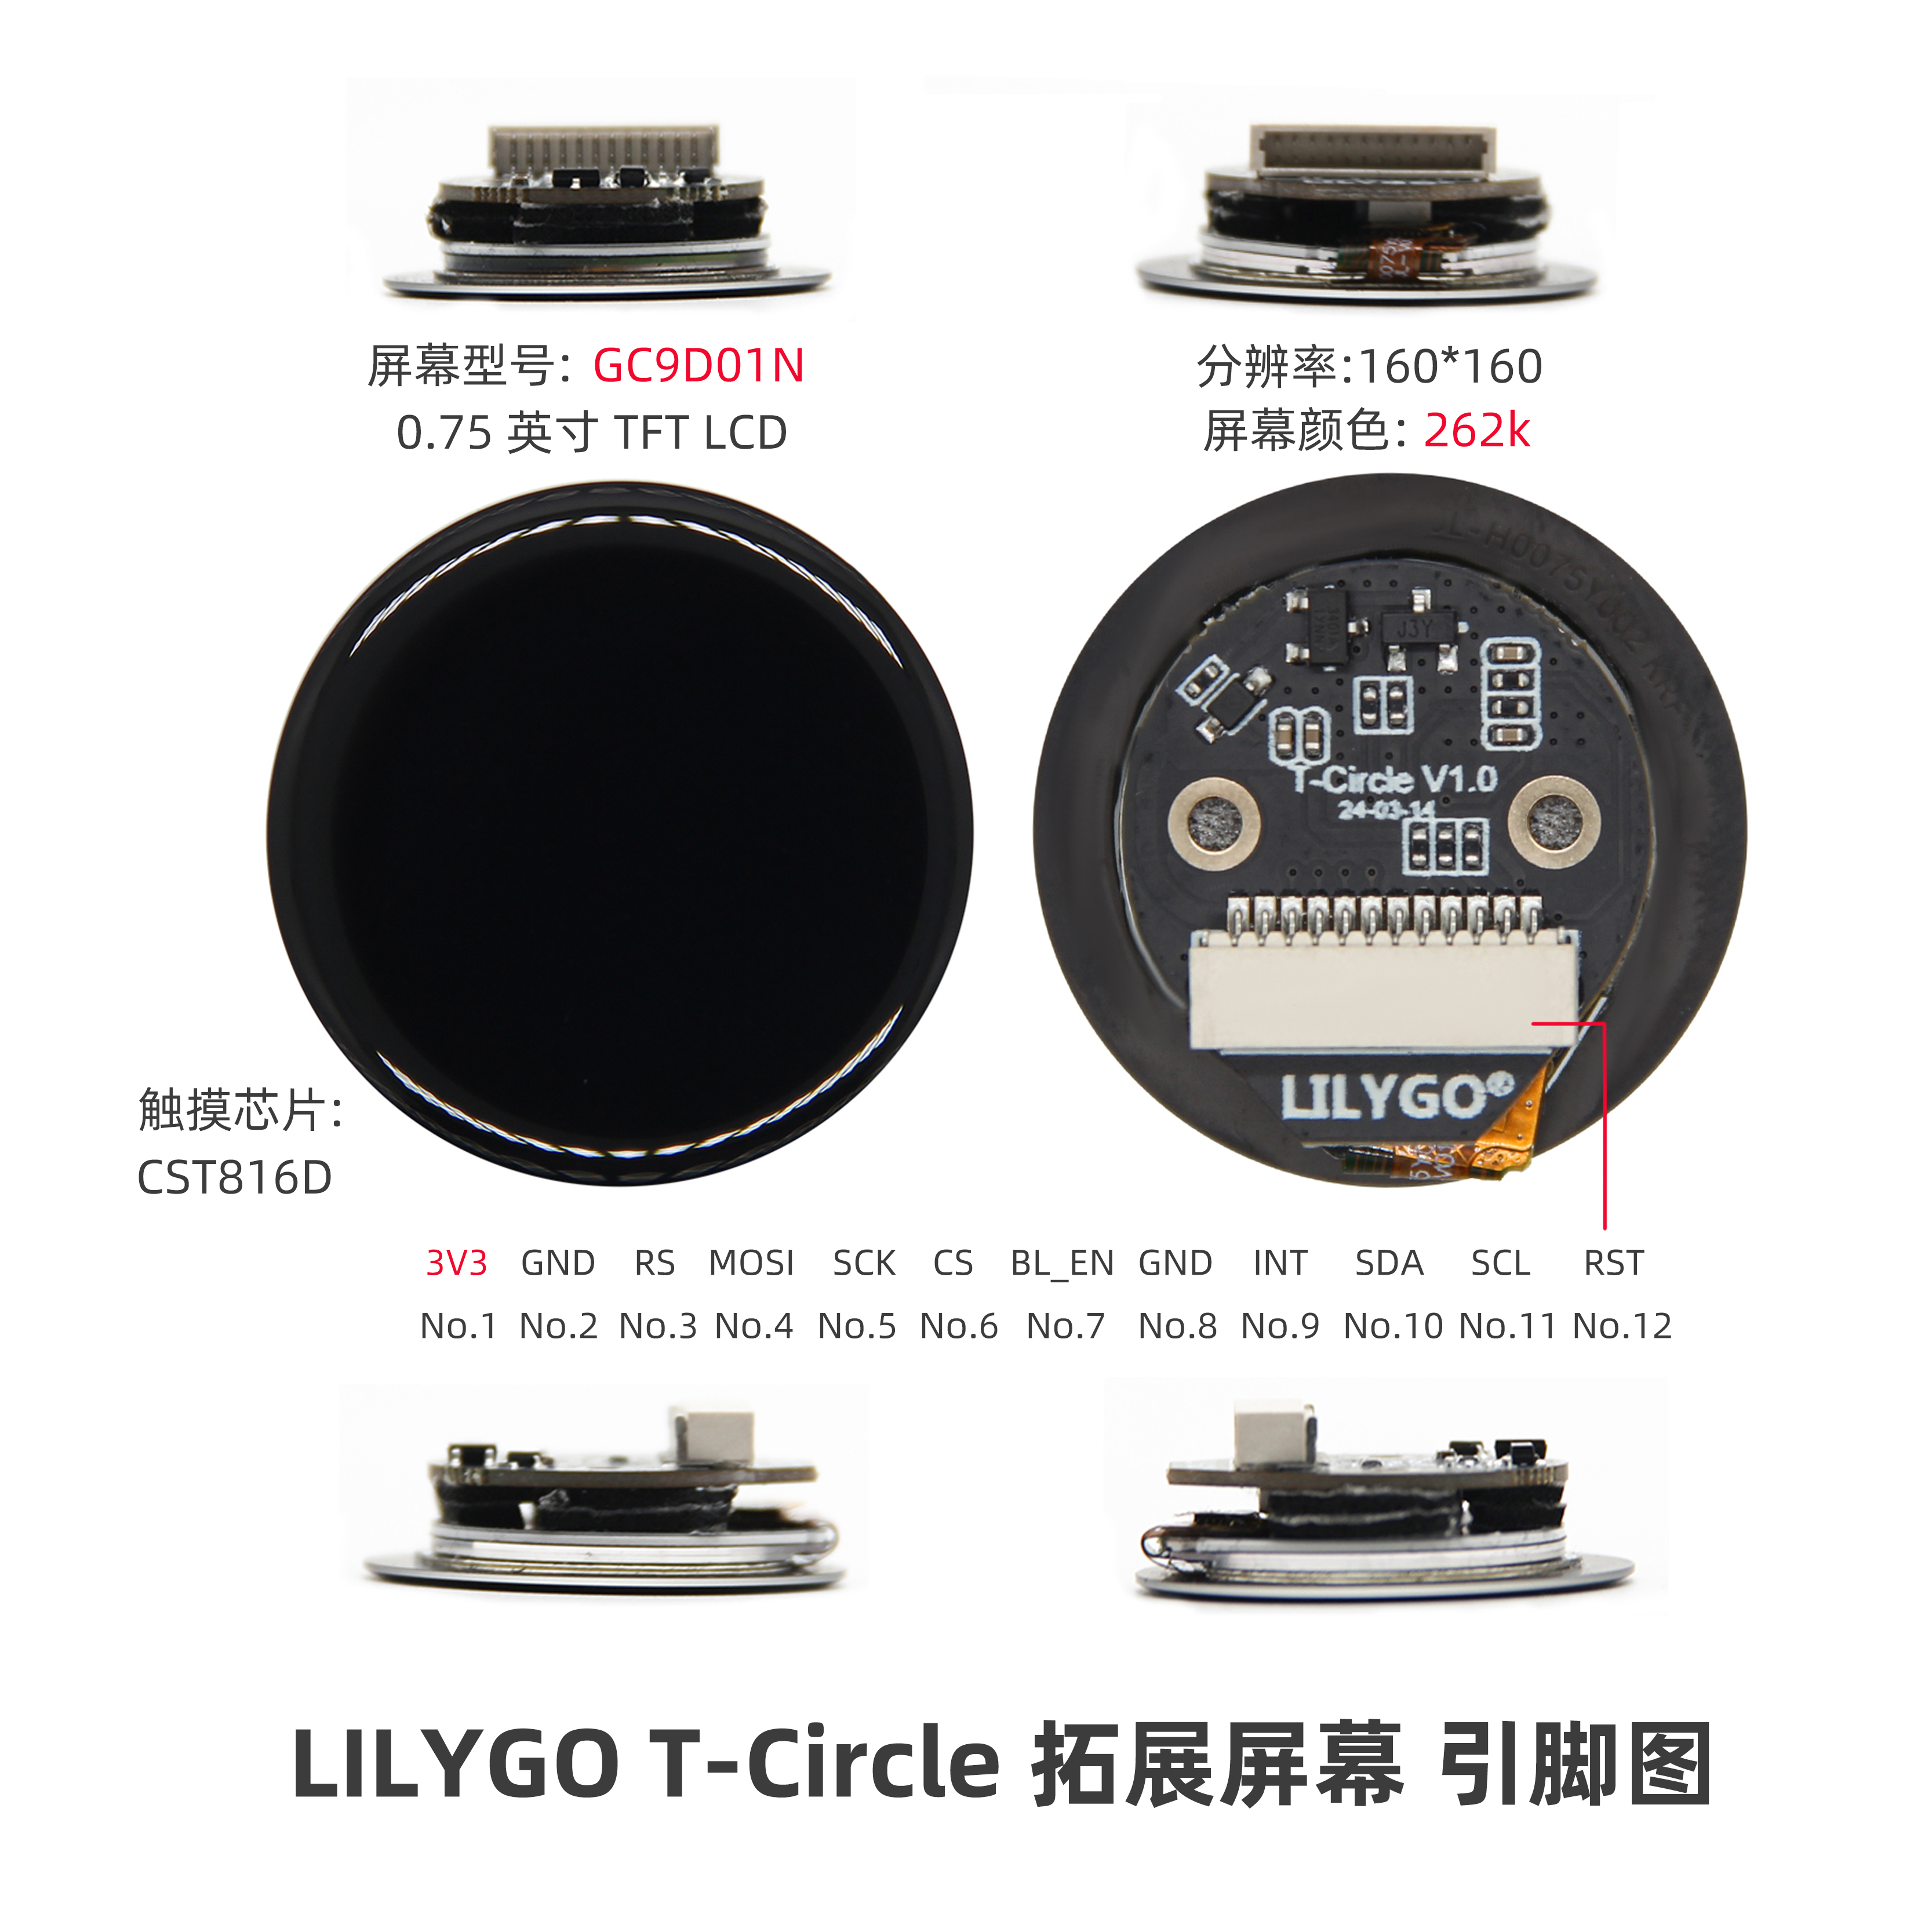 屏幕型号: GC9D01N
0.75 英寸 TFT LCD
分辨率:160*160
屏幕颜色: 262k
J3Y
T-Circle V1.0
24-03-14
LILYGO®
触摸芯片:
CST816D
3V3 GND RS MOSI SCK CS BL_EN GND INT SDA SCL RST
No.1 No.2 No.3 No.4 No.5 No.6 No.7 No.8 No.9 No.10 No.11 No.12
LILYGO T-Circle 拓展屏幕 引脚图